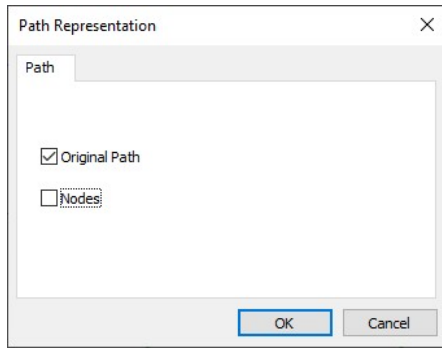 Path Representation
Path
Original Path
Nodes
OK Cancel